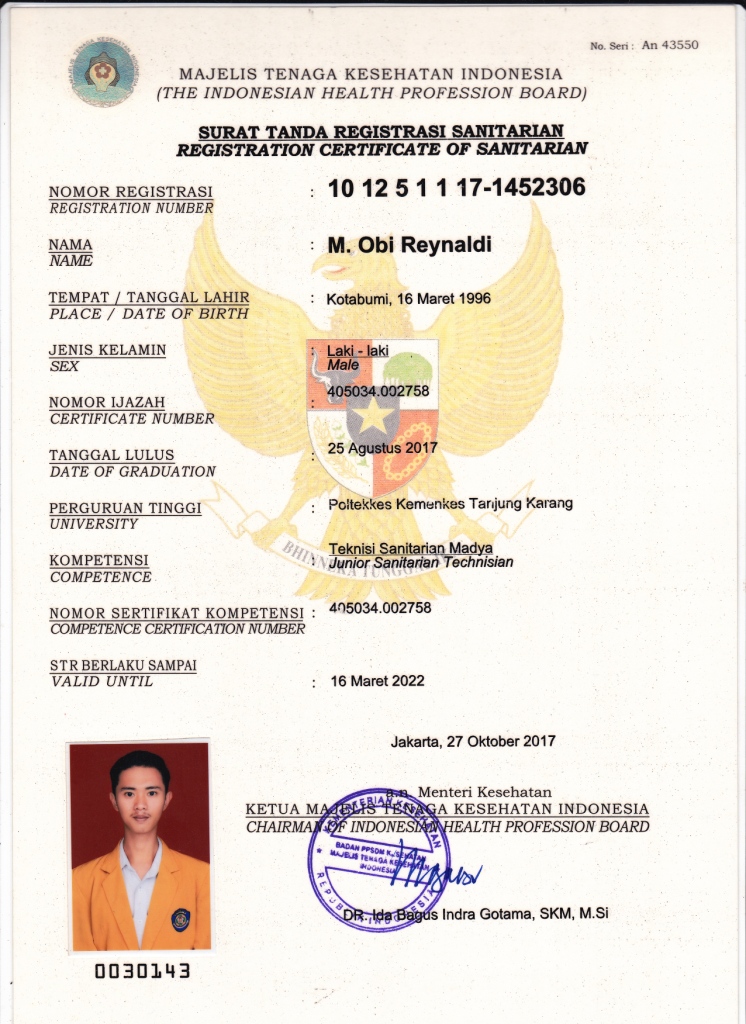 No. Seri : An 43550
MAJELIS TENAGA KESEHATAN INDONESIA
(THE INDONESIAN HEALTH PROFESSION BOARD)
SURAT TANDA REGISTRASI SANITARIAN
REGISTRATION CERTIFICATE OF SANITARIAN
NOMOR REGISTRASI : 10 12 5 1 1 17-1452306
REGISTRATION NUMBER
NAMA : M. Obi Reynaldi
NAME
TEMPAT / TANGGAL LAHIR : Kotabumi, 16 Maret 1996
PLACE / DATE OF BIRTH
JENIS KELAMIN : Laki - laki
SEX Male
NOMOR IJAZAH : 405034.002758
CERTIFICATE NUMBER
TANGGAL LULUS : 25 Agustus 2017
DATE OF GRADUATION
PERGURUAN TINGGI : Poltekkes Kemenkes Tanjung Karang
UNIVERSITY
BHINNEKA TUNGGAL IKA
KOMPETENSI : Teknisi Sanitarian Madya
COMPETENCE Junior Sanitarian Technisian
NOMOR SERTIFIKAT KOMPETENSI : 405034.002758
COMPETENCE CERTIFICATION NUMBER
STR BERLAKU SAMPAI
VALID UNTIL : 16 Maret 2022
Jakarta, 27 Oktober 2017
a.n. Menteri Kesehatan
KETUA MAJELIS TENAGA KESEHATAN INDONESIA
CHAIRMAN OF INDONESIAN HEALTH PROFESSION BOARD
KEMENTERIAN KESEHATAN
BADAN PPSDM KESEHATAN
MAJELIS TENAGA KESEHATAN
INDONESIA
REPUBLIK INDONESIA
DR. Ida Bagus Indra Gotama, SKM, M.Si
0030143